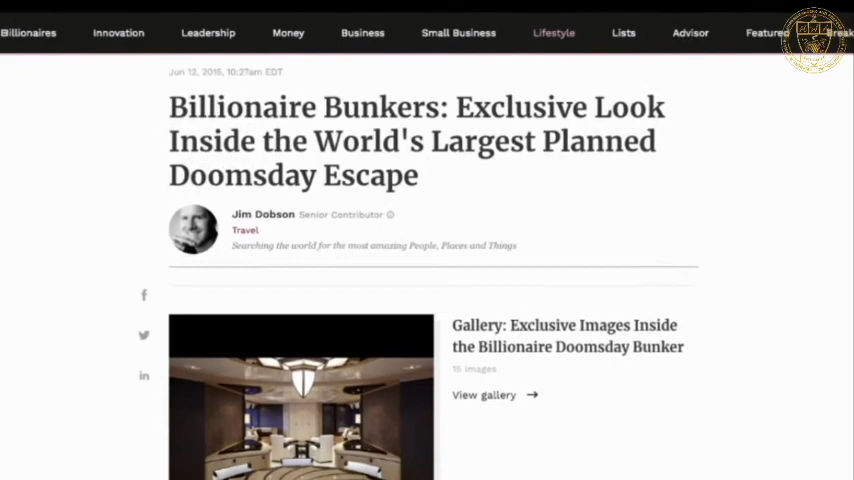 Billionaires Innovation Leadership Money Business Small Business Lifestyle Lists Advisor Featured Break
Jun 12, 2015, 10:27am EDT
Billionaire Bunkers: Exclusive Look
Inside the World's Largest Planned
Doomsday Escape
Jim Dobson Senior Contributor
Travel
Searching the world for the most amazing People, Places and Things
Gallery: Exclusive Images Inside
the Billionaire Doomsday Bunker
15 images
View gallery →